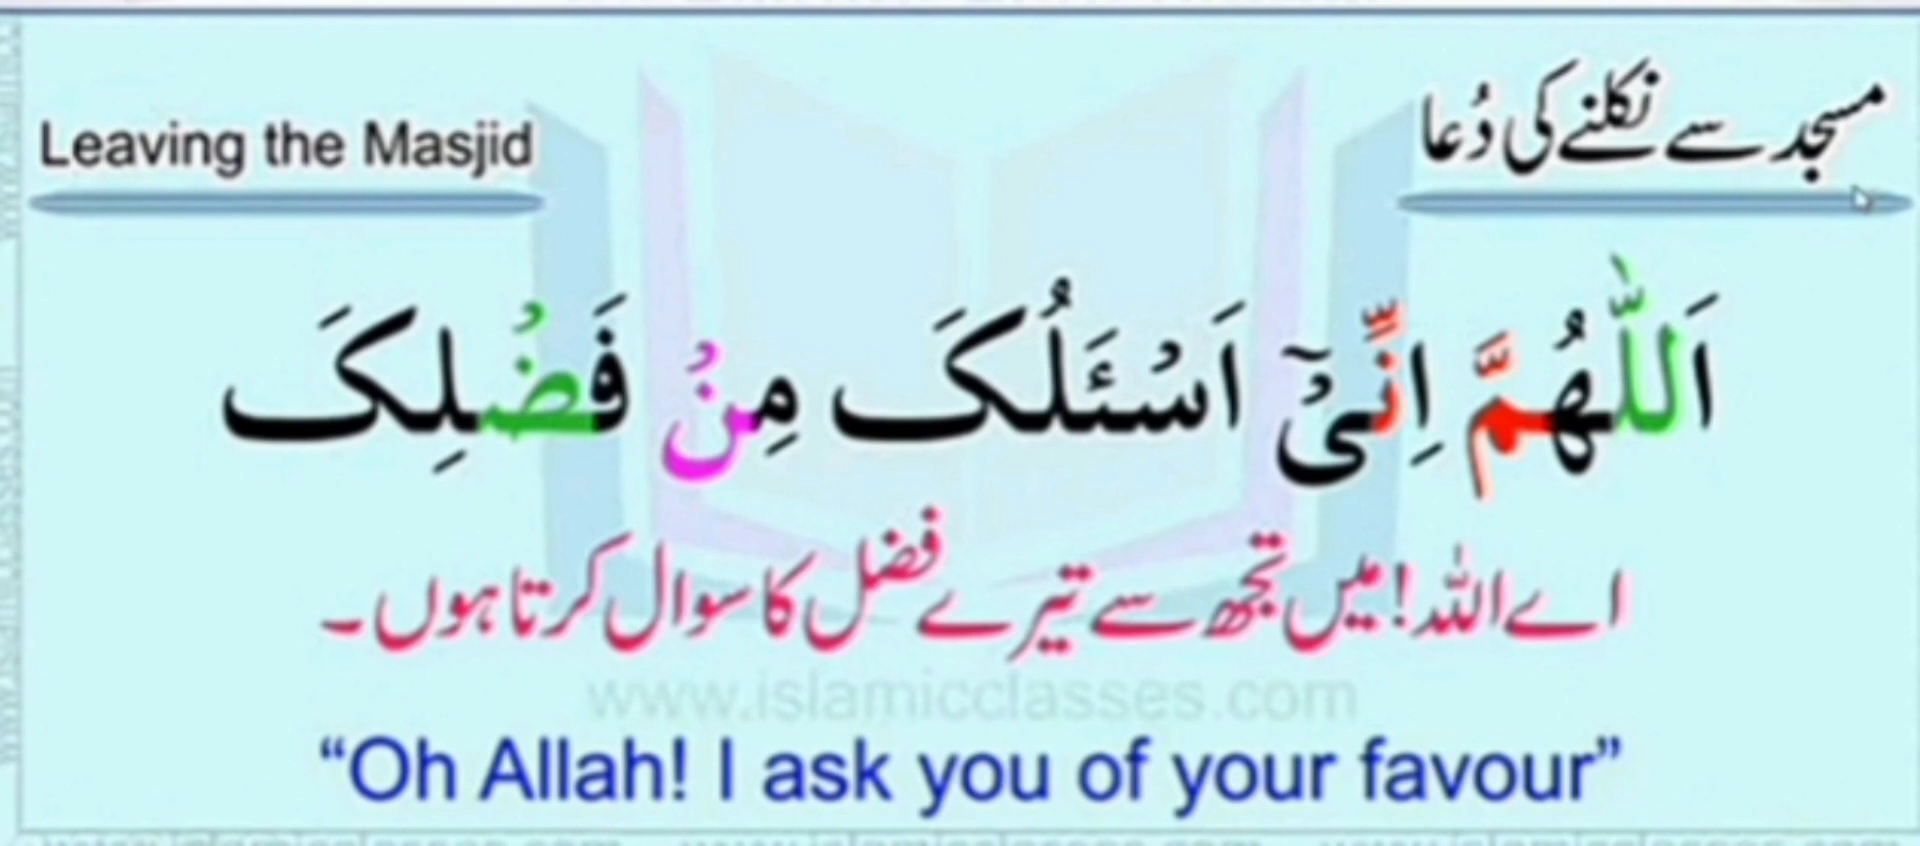 Leaving the Masjid
مسجد سے نکلنے کی دُعا
اَللّٰهُمَّ اِنِّیْٓ اَسْئَلُکَ مِنْ فَضْلِکَ
اے اللہ! میں تجھ سے تیرے فضل کا سوال کرتا ہوں۔
www.islamicclasses.com
“Oh Allah! I ask you of your favour”